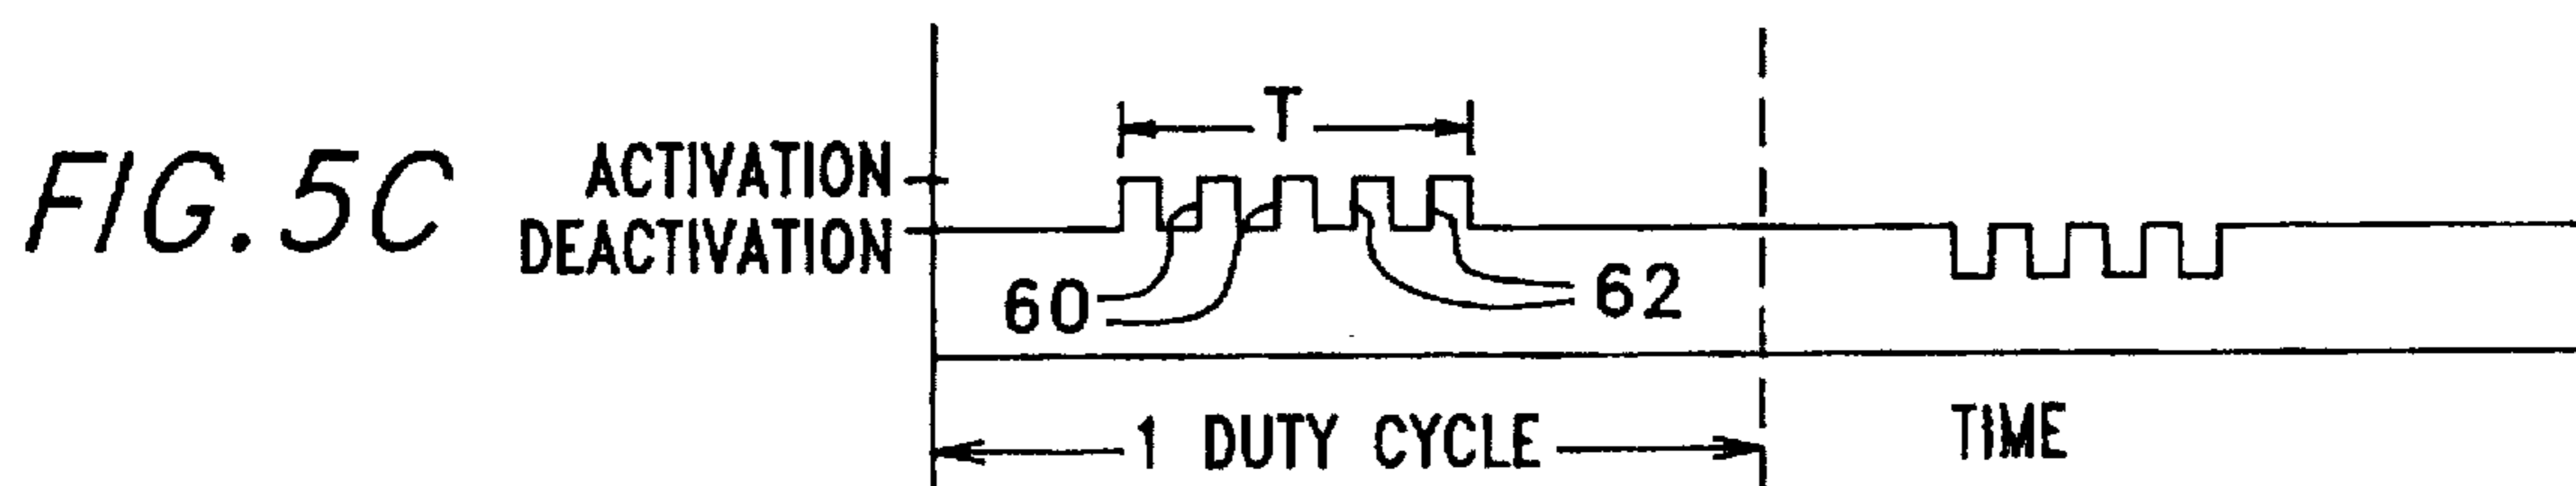 FIG. 5C
ACTIVATION
DEACTIVATION
T
60
62
1 DUTY CYCLE
TIME